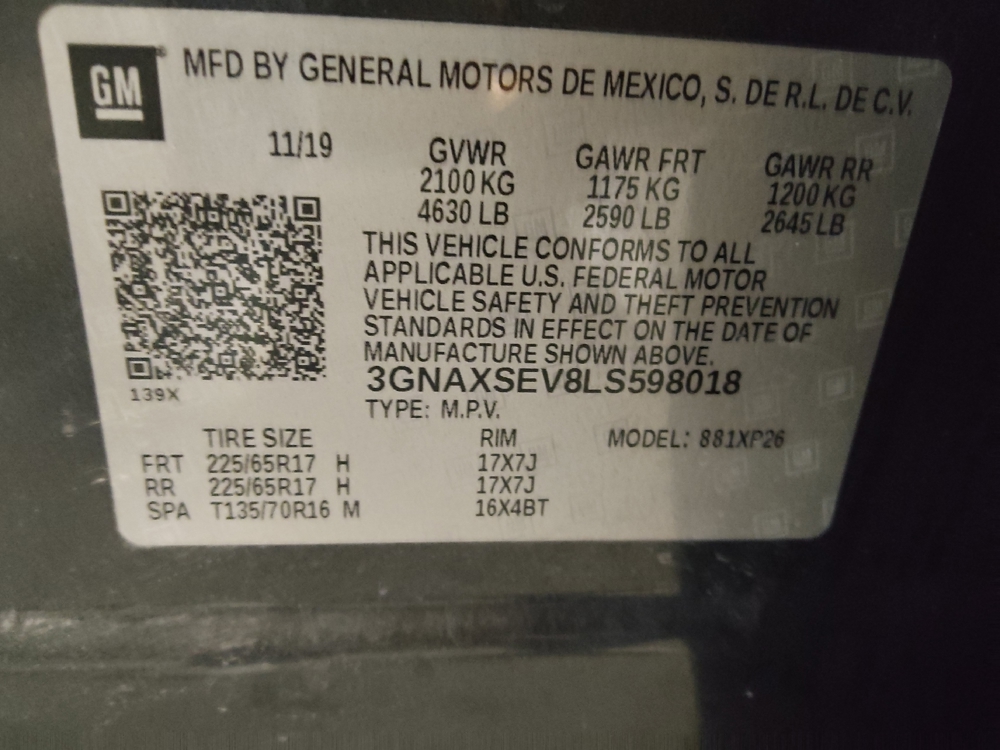 GM
MFD BY GENERAL MOTORS DE MEXICO, S. DE R.L. DE C.V.
11/19 GVWR GAWR FRT GAWR RR
2100 KG 1175 KG 1200 KG
4630 LB 2590 LB 2645 LB
THIS VEHICLE CONFORMS TO ALL
APPLICABLE U.S. FEDERAL MOTOR
VEHICLE SAFETY AND THEFT PREVENTION
STANDARDS IN EFFECT ON THE DATE OF
MANUFACTURE SHOWN ABOVE.
139X
3GNAXSEV8LS598018
TYPE: M.P.V.
TIRE SIZE RIM MODEL: 881XP26
FRT 225/65R17 H 17X7J
RR 225/65R17 H 17X7J
SPA T135/70R16 M 16X4BT